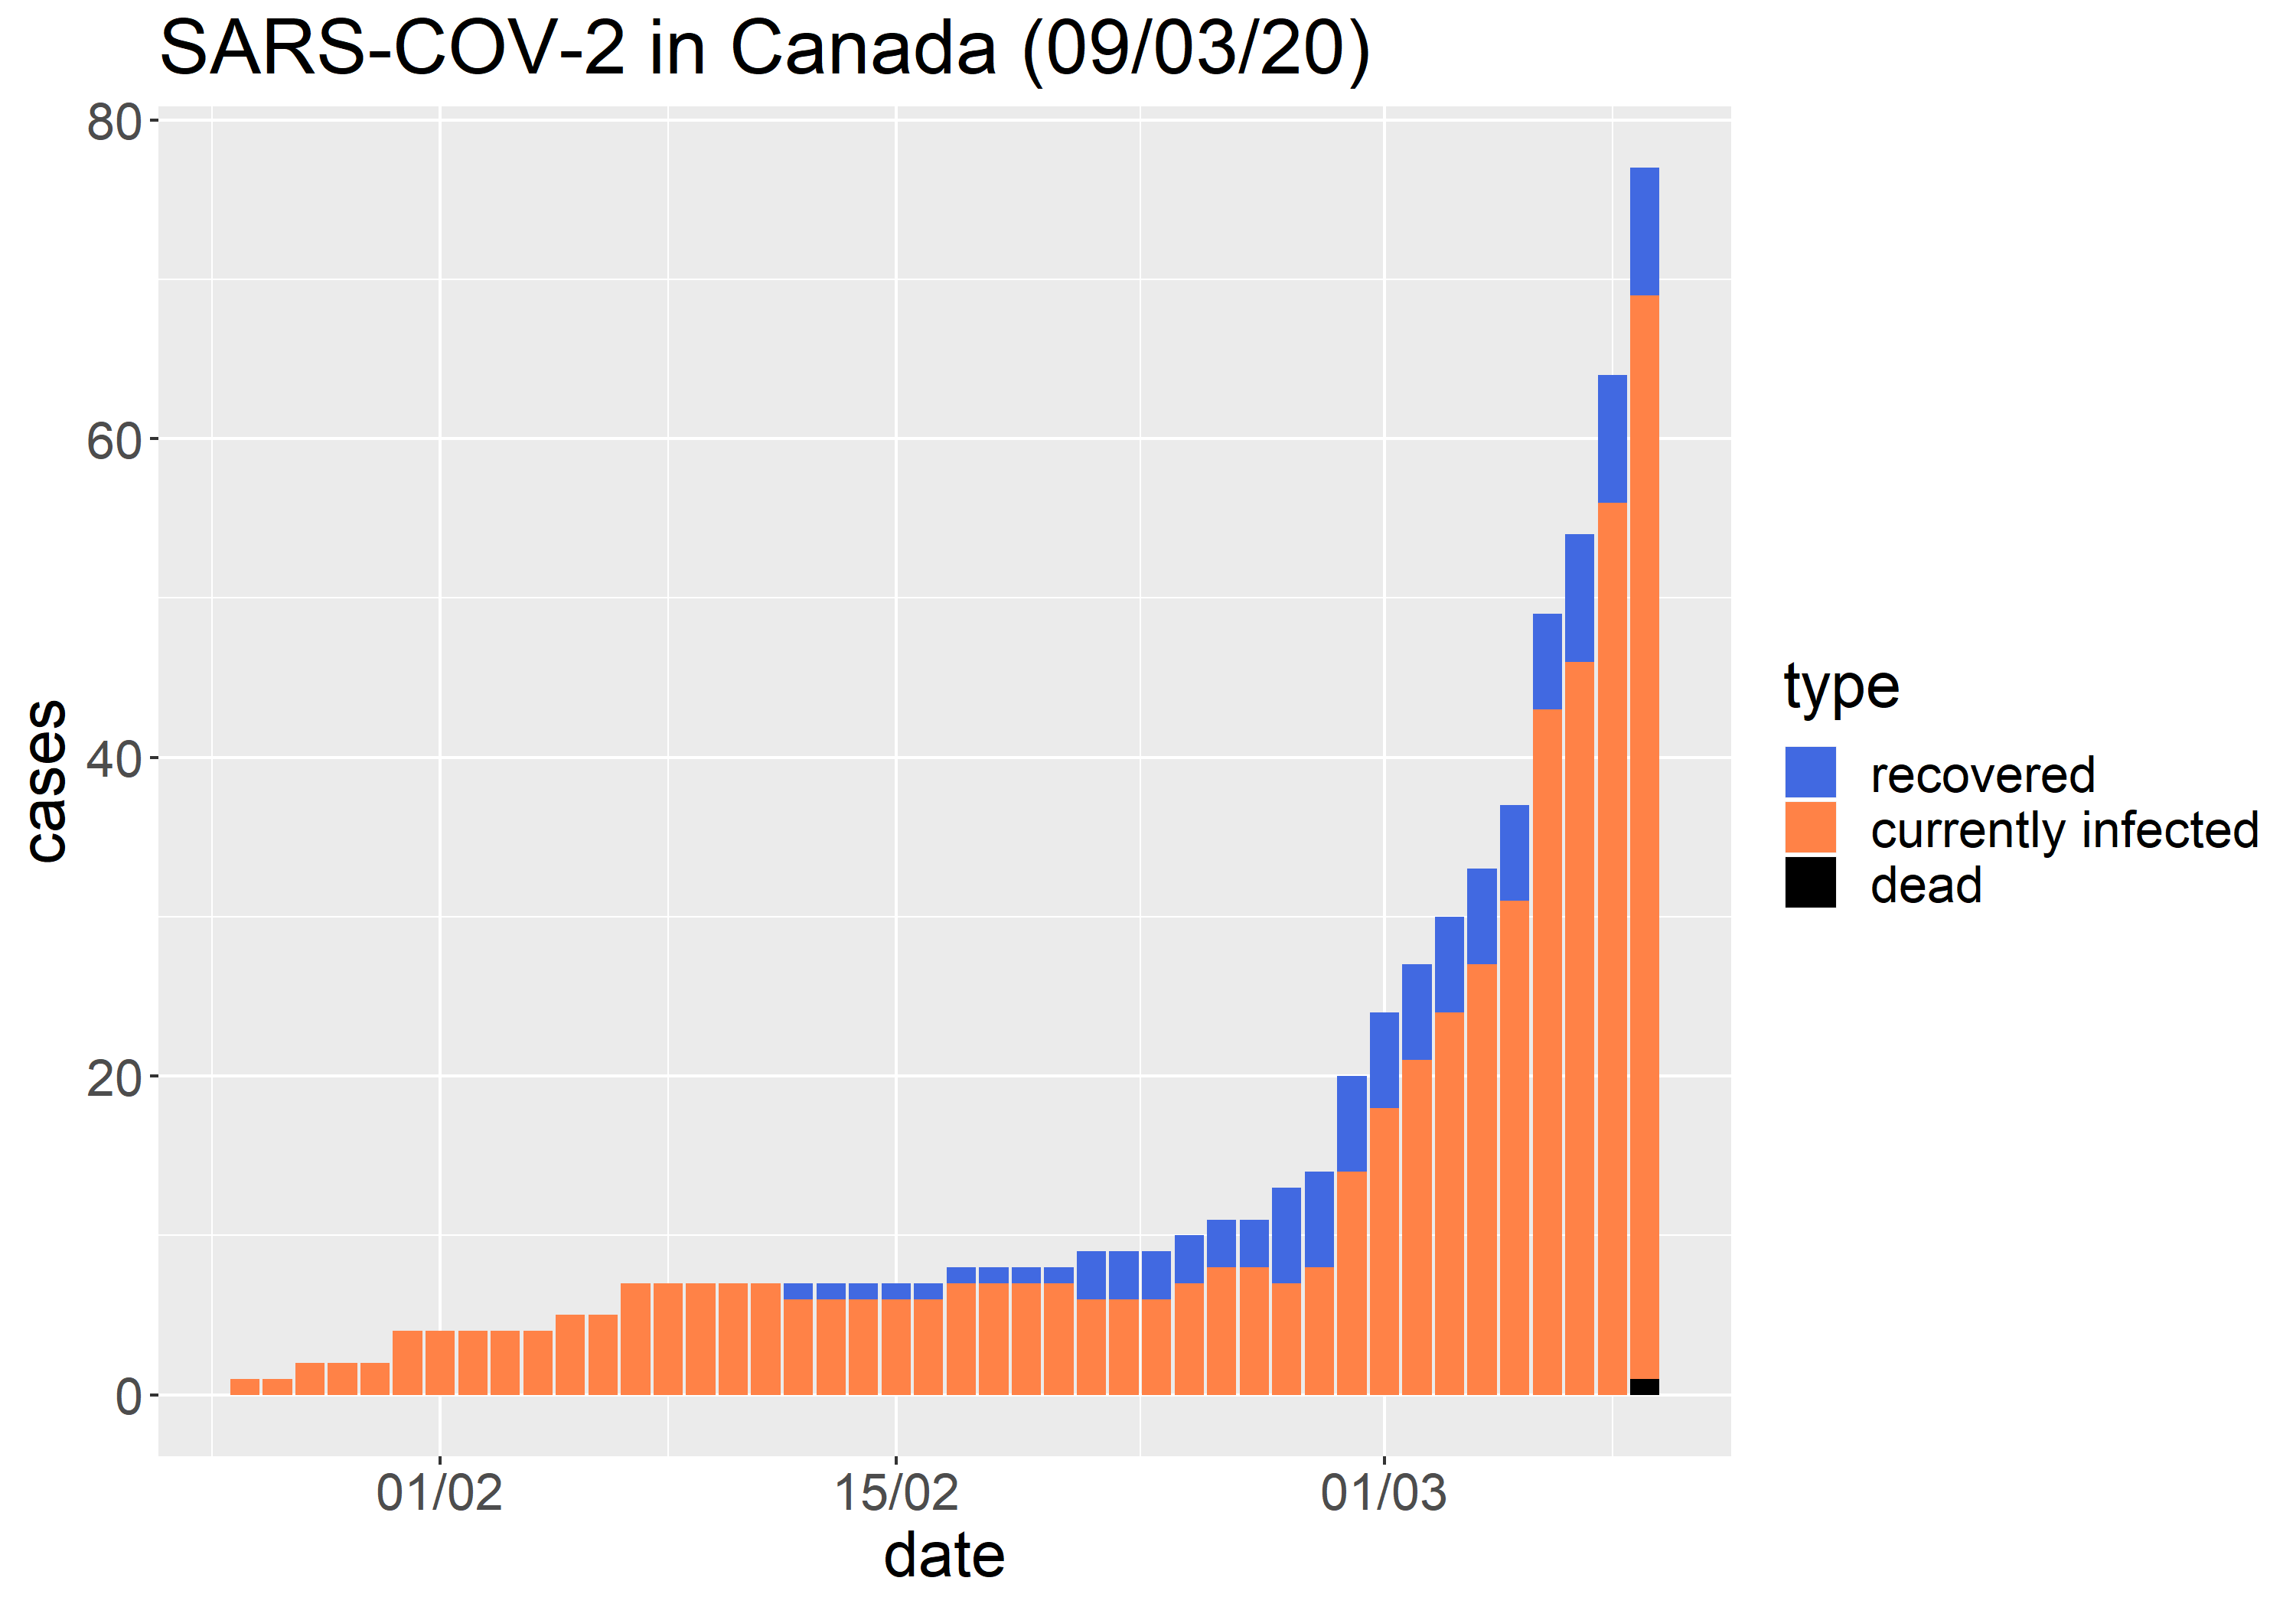 SARS-COV-2 in Canada (09/03/20)
80
60
40
20
0
cases
01/02
15/02
01/03
date
type
recovered
currently infected
dead